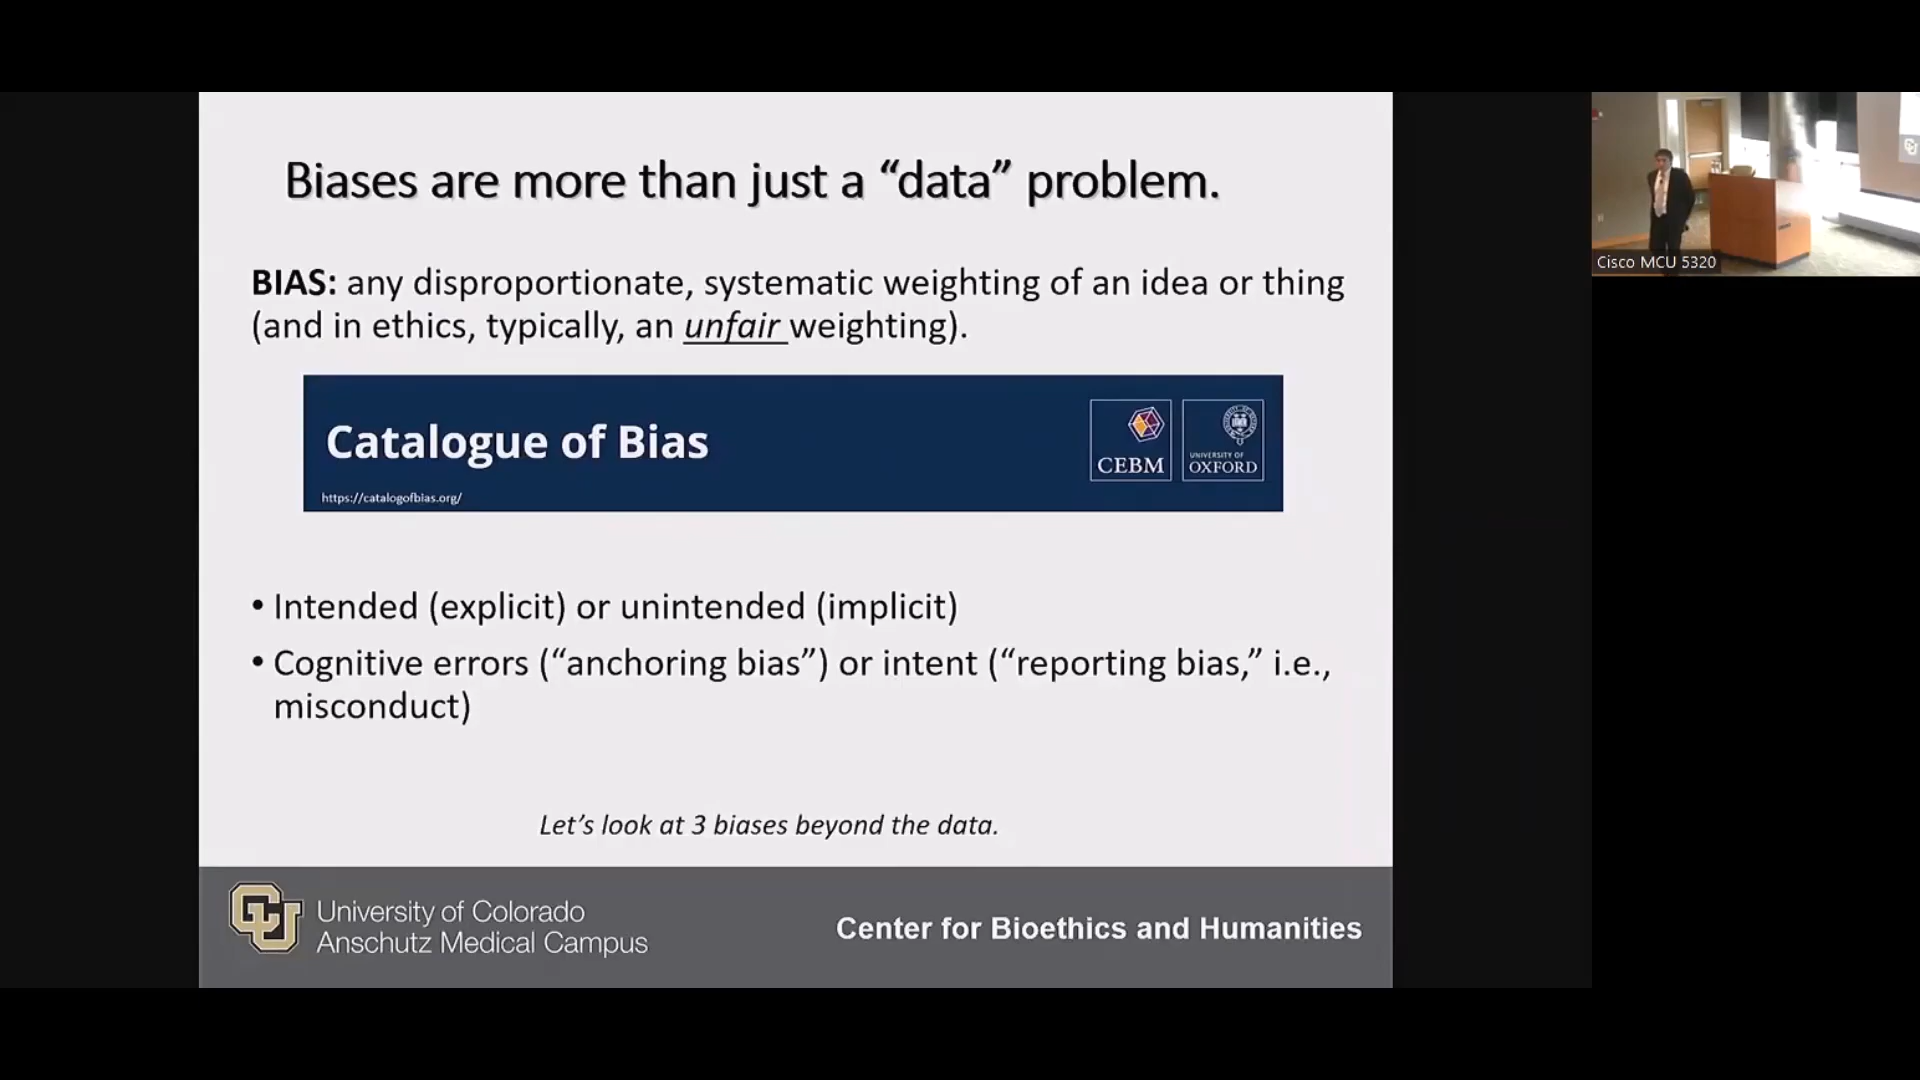 Biases are more than just a “data” problem.
BIAS: any disproportionate, systematic weighting of an idea or thing
(and in ethics, typically, an unfair weighting).
Catalogue of Bias
https://catalogofbias.org/
CEBM
UNIVERSITY OF
OXFORD
• Intended (explicit) or unintended (implicit)
• Cognitive errors (“anchoring bias”) or intent (“reporting bias,” i.e.,
misconduct)
Let’s look at 3 biases beyond the data.
CU
University of Colorado
Anschutz Medical Campus
Center for Bioethics and Humanities
Cisco MCU 5320